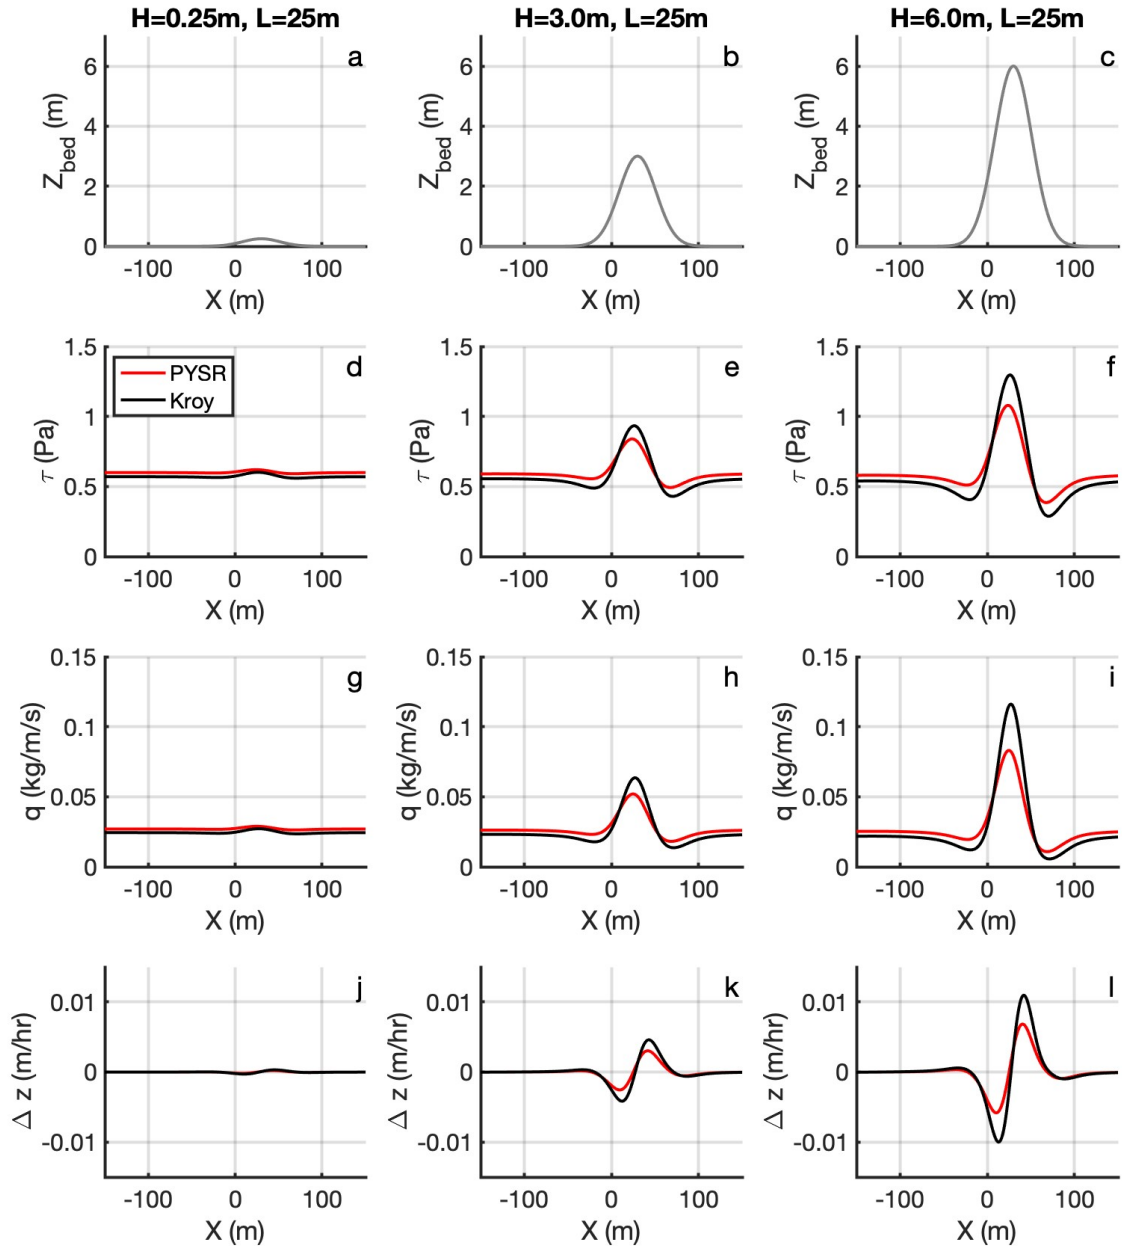 H=0.25m, L=25m
H=3.0m, L=25m
H=6.0m, L=25m
a
b
c
Z_bed (m)
6
4
2
0
-100 0 100
X (m)
Z_bed (m)
6
4
2
0
-100 0 100
X (m)
Z_bed (m)
6
4
2
0
-100 0 100
X (m)
d
PYSR
Kroy
τ (Pa)
1.5
1
0.5
0
-100 0 100
X (m)
e
τ (Pa)
1.5
1
0.5
0
-100 0 100
X (m)
f
τ (Pa)
1.5
1
0.5
0
-100 0 100
X (m)
g
q (kg/m/s)
0.15
0.1
0.05
0
-100 0 100
X (m)
h
q (kg/m/s)
0.15
0.1
0.05
0
-100 0 100
X (m)
i
q (kg/m/s)
0.15
0.1
0.05
0
-100 0 100
X (m)
j
Δ z (m/hr)
0.01
0
-0.01
-100 0 100
X (m)
k
Δ z (m/hr)
0.01
0
-0.01
-100 0 100
X (m)
l
Δ z (m/hr)
0.01
0
-0.01
-100 0 100
X (m)